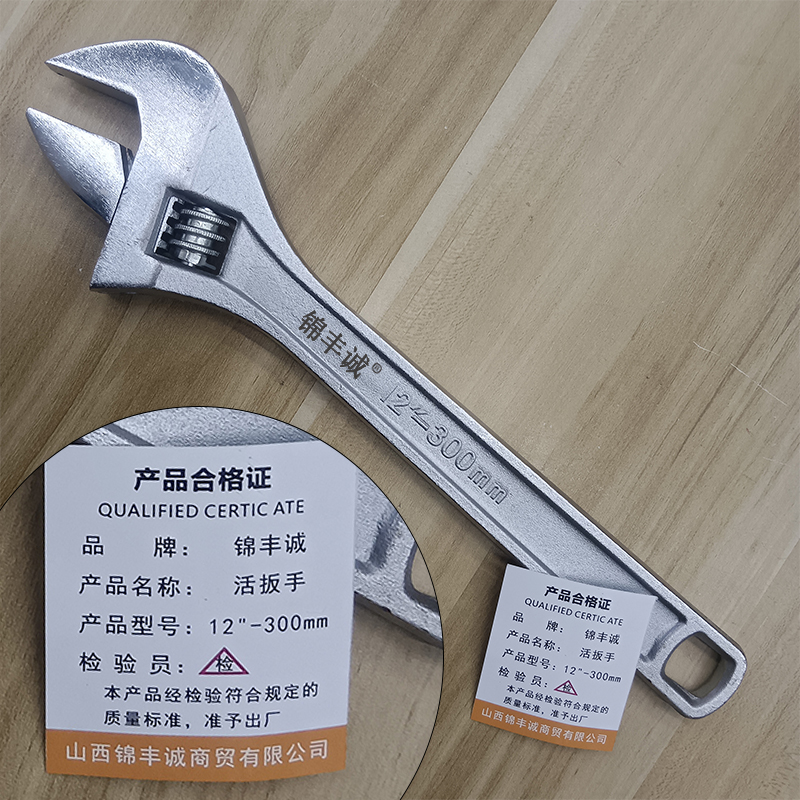 锦丰诚®
12"-300mm
产品合格证
QUALIFIED CERTIC ATE
品 牌： 锦丰诚
产品名称： 活扳手
产品型号：12"-300mm
检验员： 检
本产品经检验符合规定的
质量标准，准予出厂
山西锦丰诚商贸有限公司
产品合格证
QUALIFIED CERTIC ATE
品 牌： 锦丰诚
产品名称： 活扳手
产品型号：12"-300mm
检验员： 检
本产品经检验符合规定的
质量标准，准予出厂
山西锦丰诚商贸有限公司